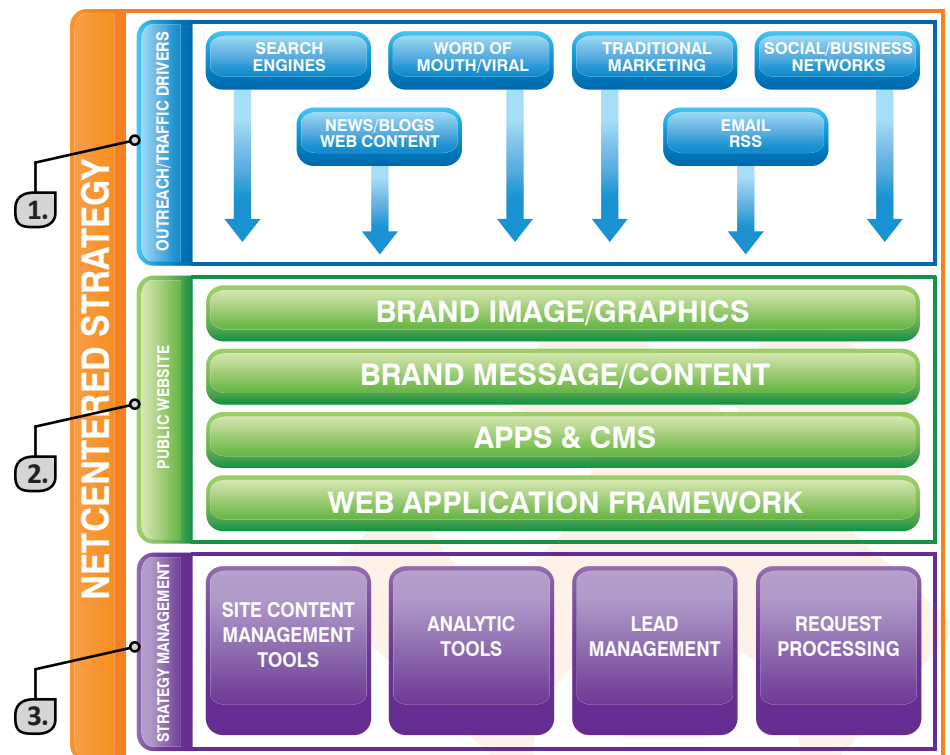 NETCENTERED STRATEGY
1.
OUTREACH/TRAFFIC DRIVERS
SEARCH
ENGINES
WORD OF
MOUTH/VIRAL
TRADITIONAL
MARKETING
SOCIAL/BUSINESS
NETWORKS
NEWS/BLOGS
WEB CONTENT
EMAIL
RSS
2.
PUBLIC WEBSITE
BRAND IMAGE/GRAPHICS
BRAND MESSAGE/CONTENT
APPS & CMS
WEB APPLICATION FRAMEWORK
3.
STRATEGY MANAGEMENT
SITE CONTENT
MANAGEMENT
TOOLS
ANALYTIC
TOOLS
LEAD
MANAGEMENT
REQUEST
PROCESSING